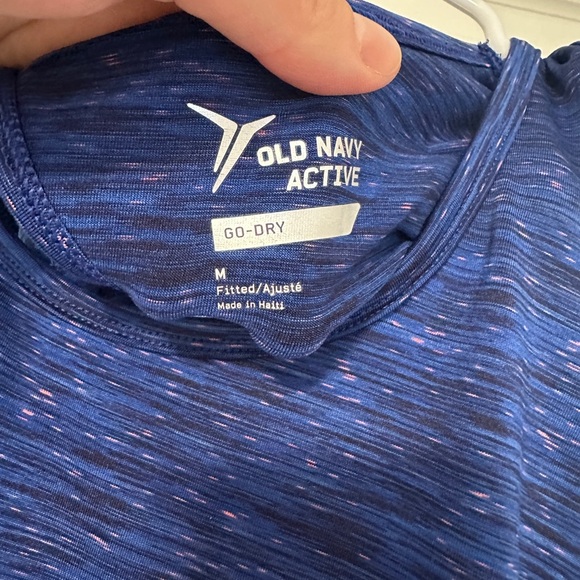 OLD NAVY
ACTIVE
GO-DRY
M
Fitted/Ajusté
Made in Haiti